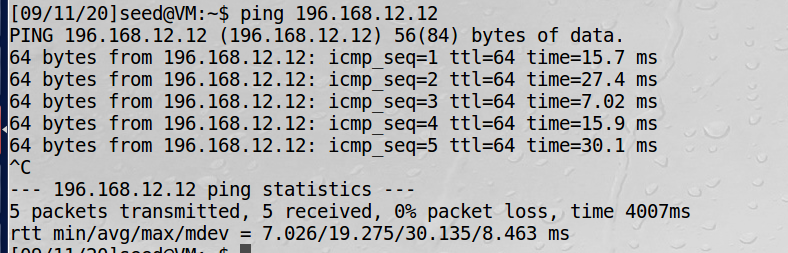 [09/11/20]seed@VM:~$ ping 196.168.12.12
PING 196.168.12.12 (196.168.12.12) 56(84) bytes of data.
64 bytes from 196.168.12.12: icmp_seq=1 ttl=64 time=15.7 ms
64 bytes from 196.168.12.12: icmp_seq=2 ttl=64 time=27.4 ms
64 bytes from 196.168.12.12: icmp_seq=3 ttl=64 time=7.02 ms
64 bytes from 196.168.12.12: icmp_seq=4 ttl=64 time=15.9 ms
64 bytes from 196.168.12.12: icmp_seq=5 ttl=64 time=30.1 ms
^C
--- 196.168.12.12 ping statistics ---
5 packets transmitted, 5 received, 0% packet loss, time 4007ms
rtt min/avg/max/mdev = 7.026/19.275/30.135/8.463 ms
[09/11/20]seed@VM:~$